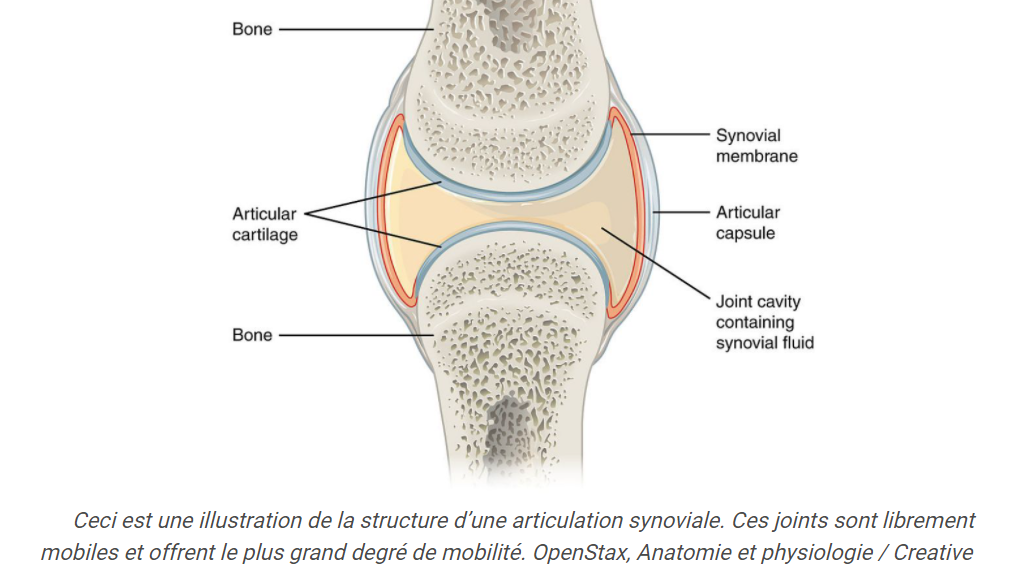 Bone
Synovial
membrane
Articular
cartilage
Articular
capsule
Joint cavity
containing
synovial fluid
Bone
Ceci est une illustration de la structure d’une articulation synoviale. Ces joints sont librement
mobiles et offrent le plus grand degré de mobilité. OpenStax, Anatomie et physiologie / Creative